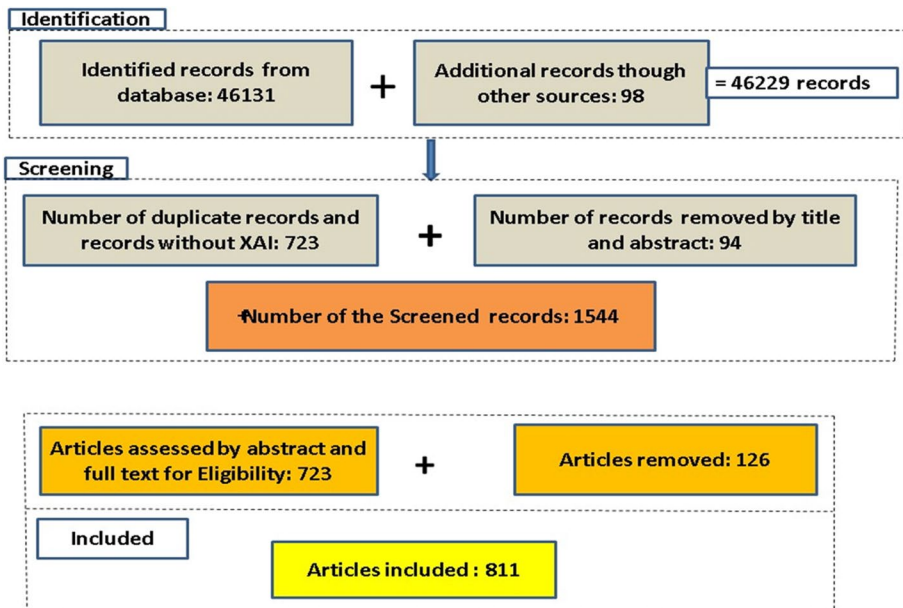 Identification
Identified records from
database: 46131
+
Additional records though
other sources: 98
= 46229 records
Screening
Number of duplicate records and
records without XAI: 723
+
Number of records removed by title
and abstract: 94
+Number of the Screened records: 1544
Articles assessed by abstract and
full text for Eligibility: 723
+
Articles removed: 126
Included
Articles included : 811